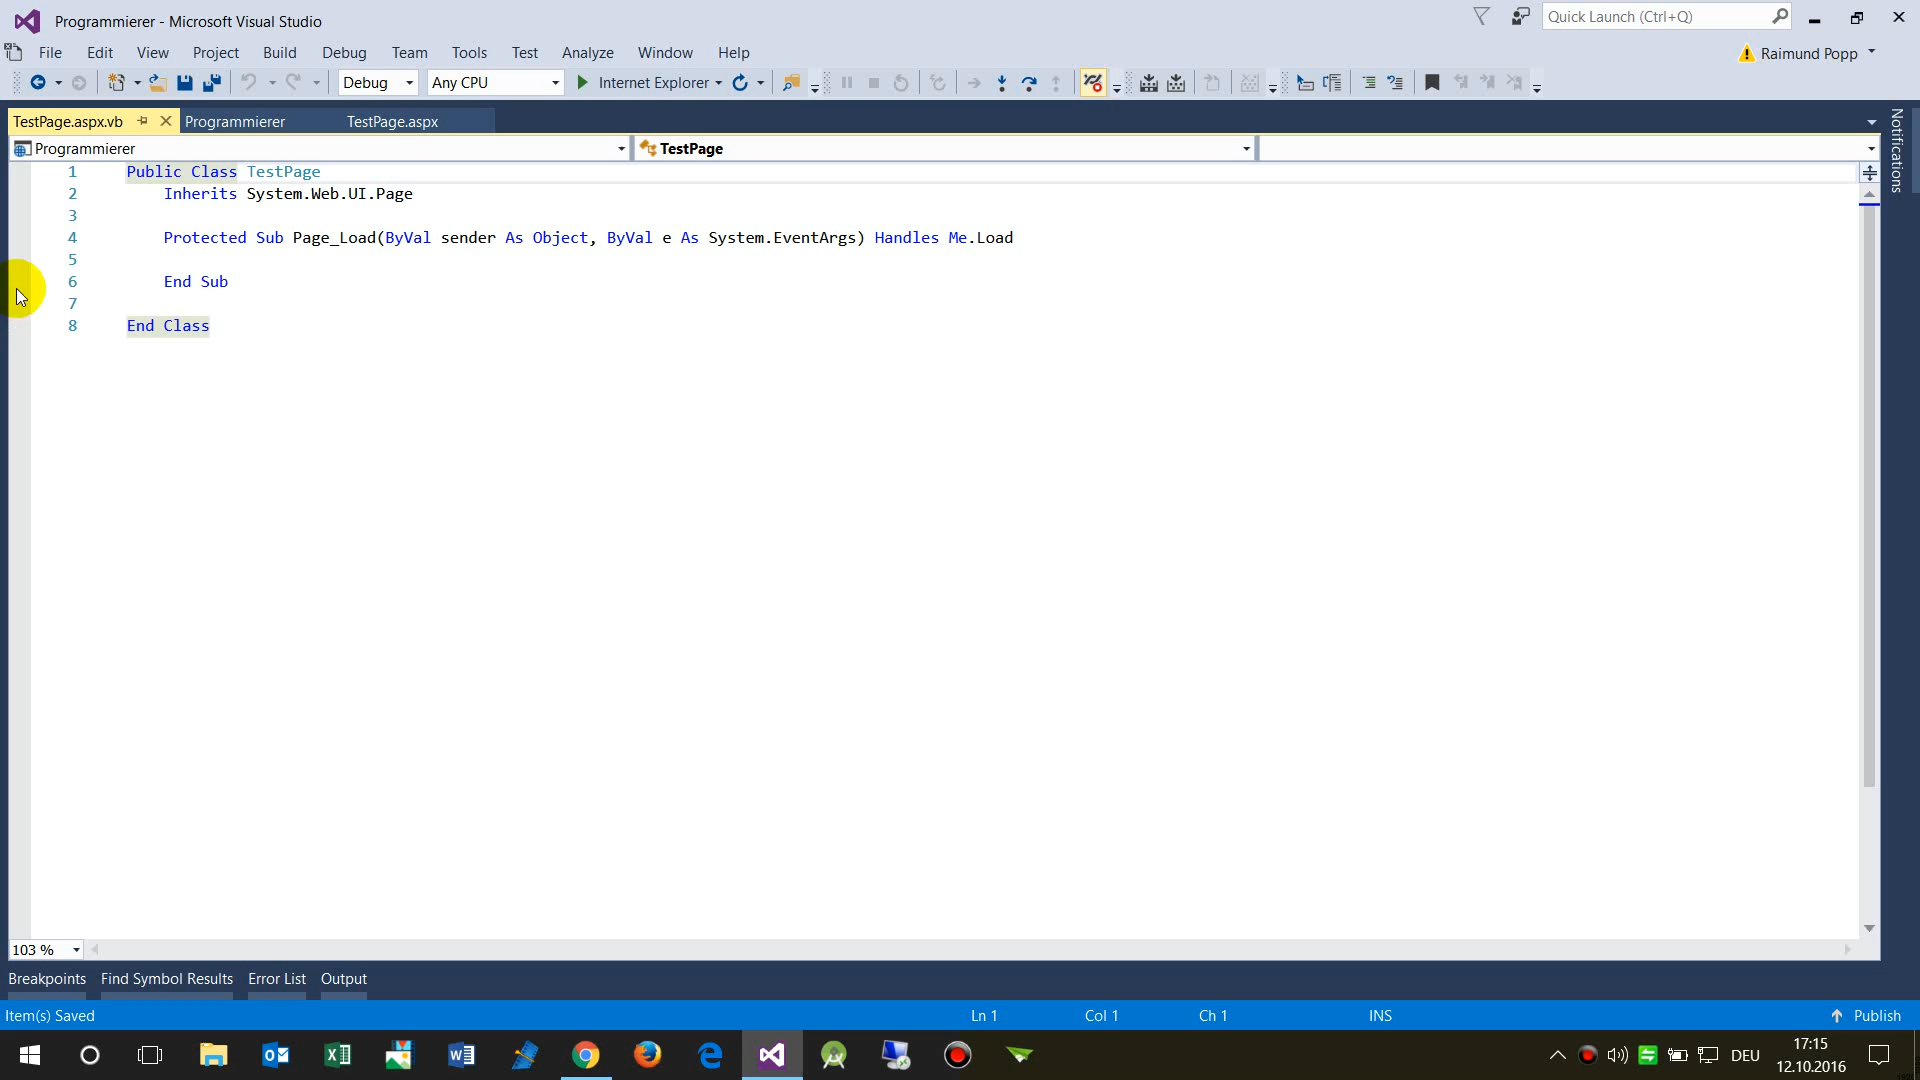 Programmierer - Microsoft Visual Studio
Quick Launch (Ctrl+Q)
File Edit View Project Build Debug Team Tools Test Analyze Window Help
Raimund Popp
Debug Any CPU Internet Explorer
TestPage.aspx.vb Programmierer TestPage.aspx
Programmierer TestPage
Notifications
1 Public Class TestPage
2 Inherits System.Web.UI.Page
3
4 Protected Sub Page_Load(ByVal sender As Object, ByVal e As System.EventArgs) Handles Me.Load
5
6 End Sub
7
8 End Class
103 %
Breakpoints Find Symbol Results Error List Output
Item(s) Saved Ln 1 Col 1 Ch 1 INS Publish
DEU
17:15
12.10.2016